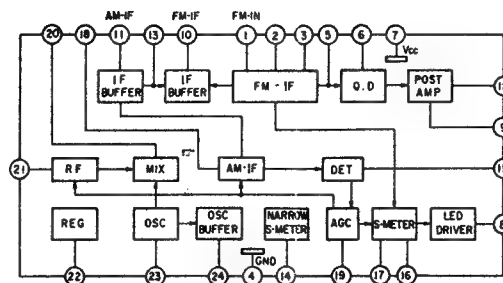 AM-IF FM-IF FM-IN
20 18 11 13 10 1 2 3 5 6 7
Vcc
IF
BUFFER
IF
BUFFER
FM-IF
Q.D
POST
AMP
9
21
RF
MIX
AM-IF
DET
REG
OSC
OSC
BUFFER
NARROW
S-METER
AGC
S-METER
LED
DRIVER
8
GND
22 23 24 4 14 19 17 16